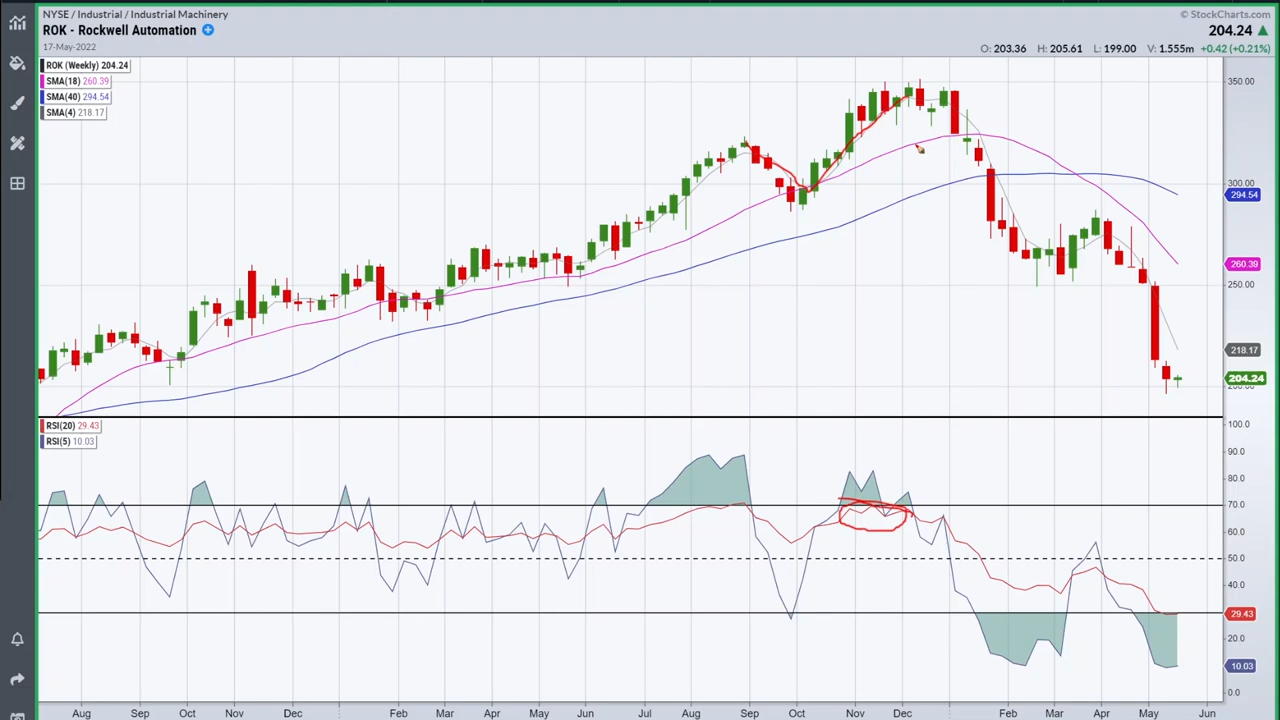 NYSE / Industrial / Industrial Machinery
© StockCharts.com
ROK - Rockwell Automation
204.24
17-May-2022
O: 203.36 H: 205.61 L: 199.00 V: 1.555m +0.42 (+0.21%)
ROK (Weekly) 204.24
SMA(18) 260.39
SMA(40) 294.54
SMA(4) 218.17
350.00
300.00
294.54
260.39
250.00
218.17
204.24
200.00
RSI(20) 29.43
RSI(5) 10.03
100.0
90.0
80.0
70.0
60.0
50.0
40.0
29.43
20.0
10.03
0.0
Aug Sep Oct Nov Dec Feb Mar Apr May Jun Jul Aug Sep Oct Nov Dec Feb Mar Apr May Jun